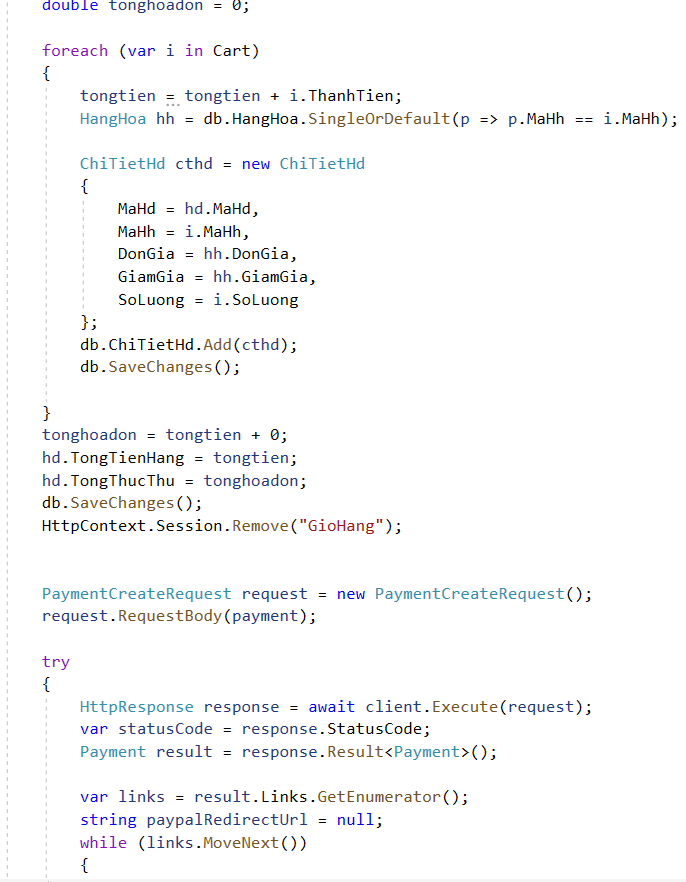 double tonghoadon = 0;
foreach (var i in Cart)
{
tongtien = tongtien + i.ThanhTien;
HangHoa hh = db.HangHoa.SingleOrDefault(p => p.MaHh == i.MaHh);
ChiTietHd cthd = new ChiTietHd
{
MaHd = hd.MaHd,
MaHh = i.MaHh,
DonGia = hh.DonGia,
GiamGia = hh.GiamGia,
SoLuong = i.SoLuong
};
db.ChiTietHd.Add(cthd);
db.SaveChanges();
}
tonghoadon = tongtien + 0;
hd.TongTienHang = tongtien;
hd.TongThucThu = tonghoadon;
db.SaveChanges();
HttpContext.Session.Remove("GioHang");
PaymentCreateRequest request = new PaymentCreateRequest();
request.RequestBody(payment);
try
{
HttpResponse response = await client.Execute(request);
var statusCode = response.StatusCode;
Payment result = response.Result<Payment>();
var links = result.Links.GetEnumerator();
string paypalRedirectUrl = null;
while (links.MoveNext())
{